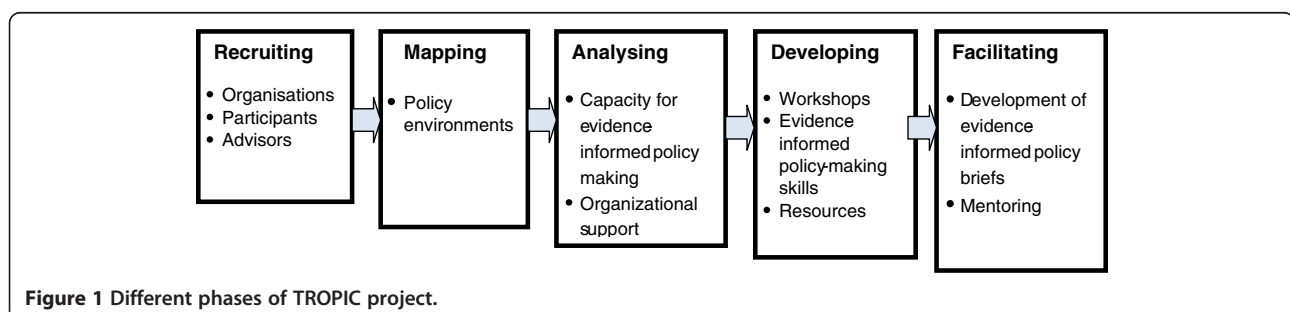 Recruiting
• Organisations
• Participants
• Advisors
Mapping
• Policy
environments
Analysing
• Capacity for
evidence
informed policy
making
• Organizational
support
Developing
• Workshops
• Evidence
informed
policy-making
skills
• Resources
Facilitating
• Development of
evidence
informed policy
briefs
• Mentoring
Figure 1 Different phases of TROPIC project.